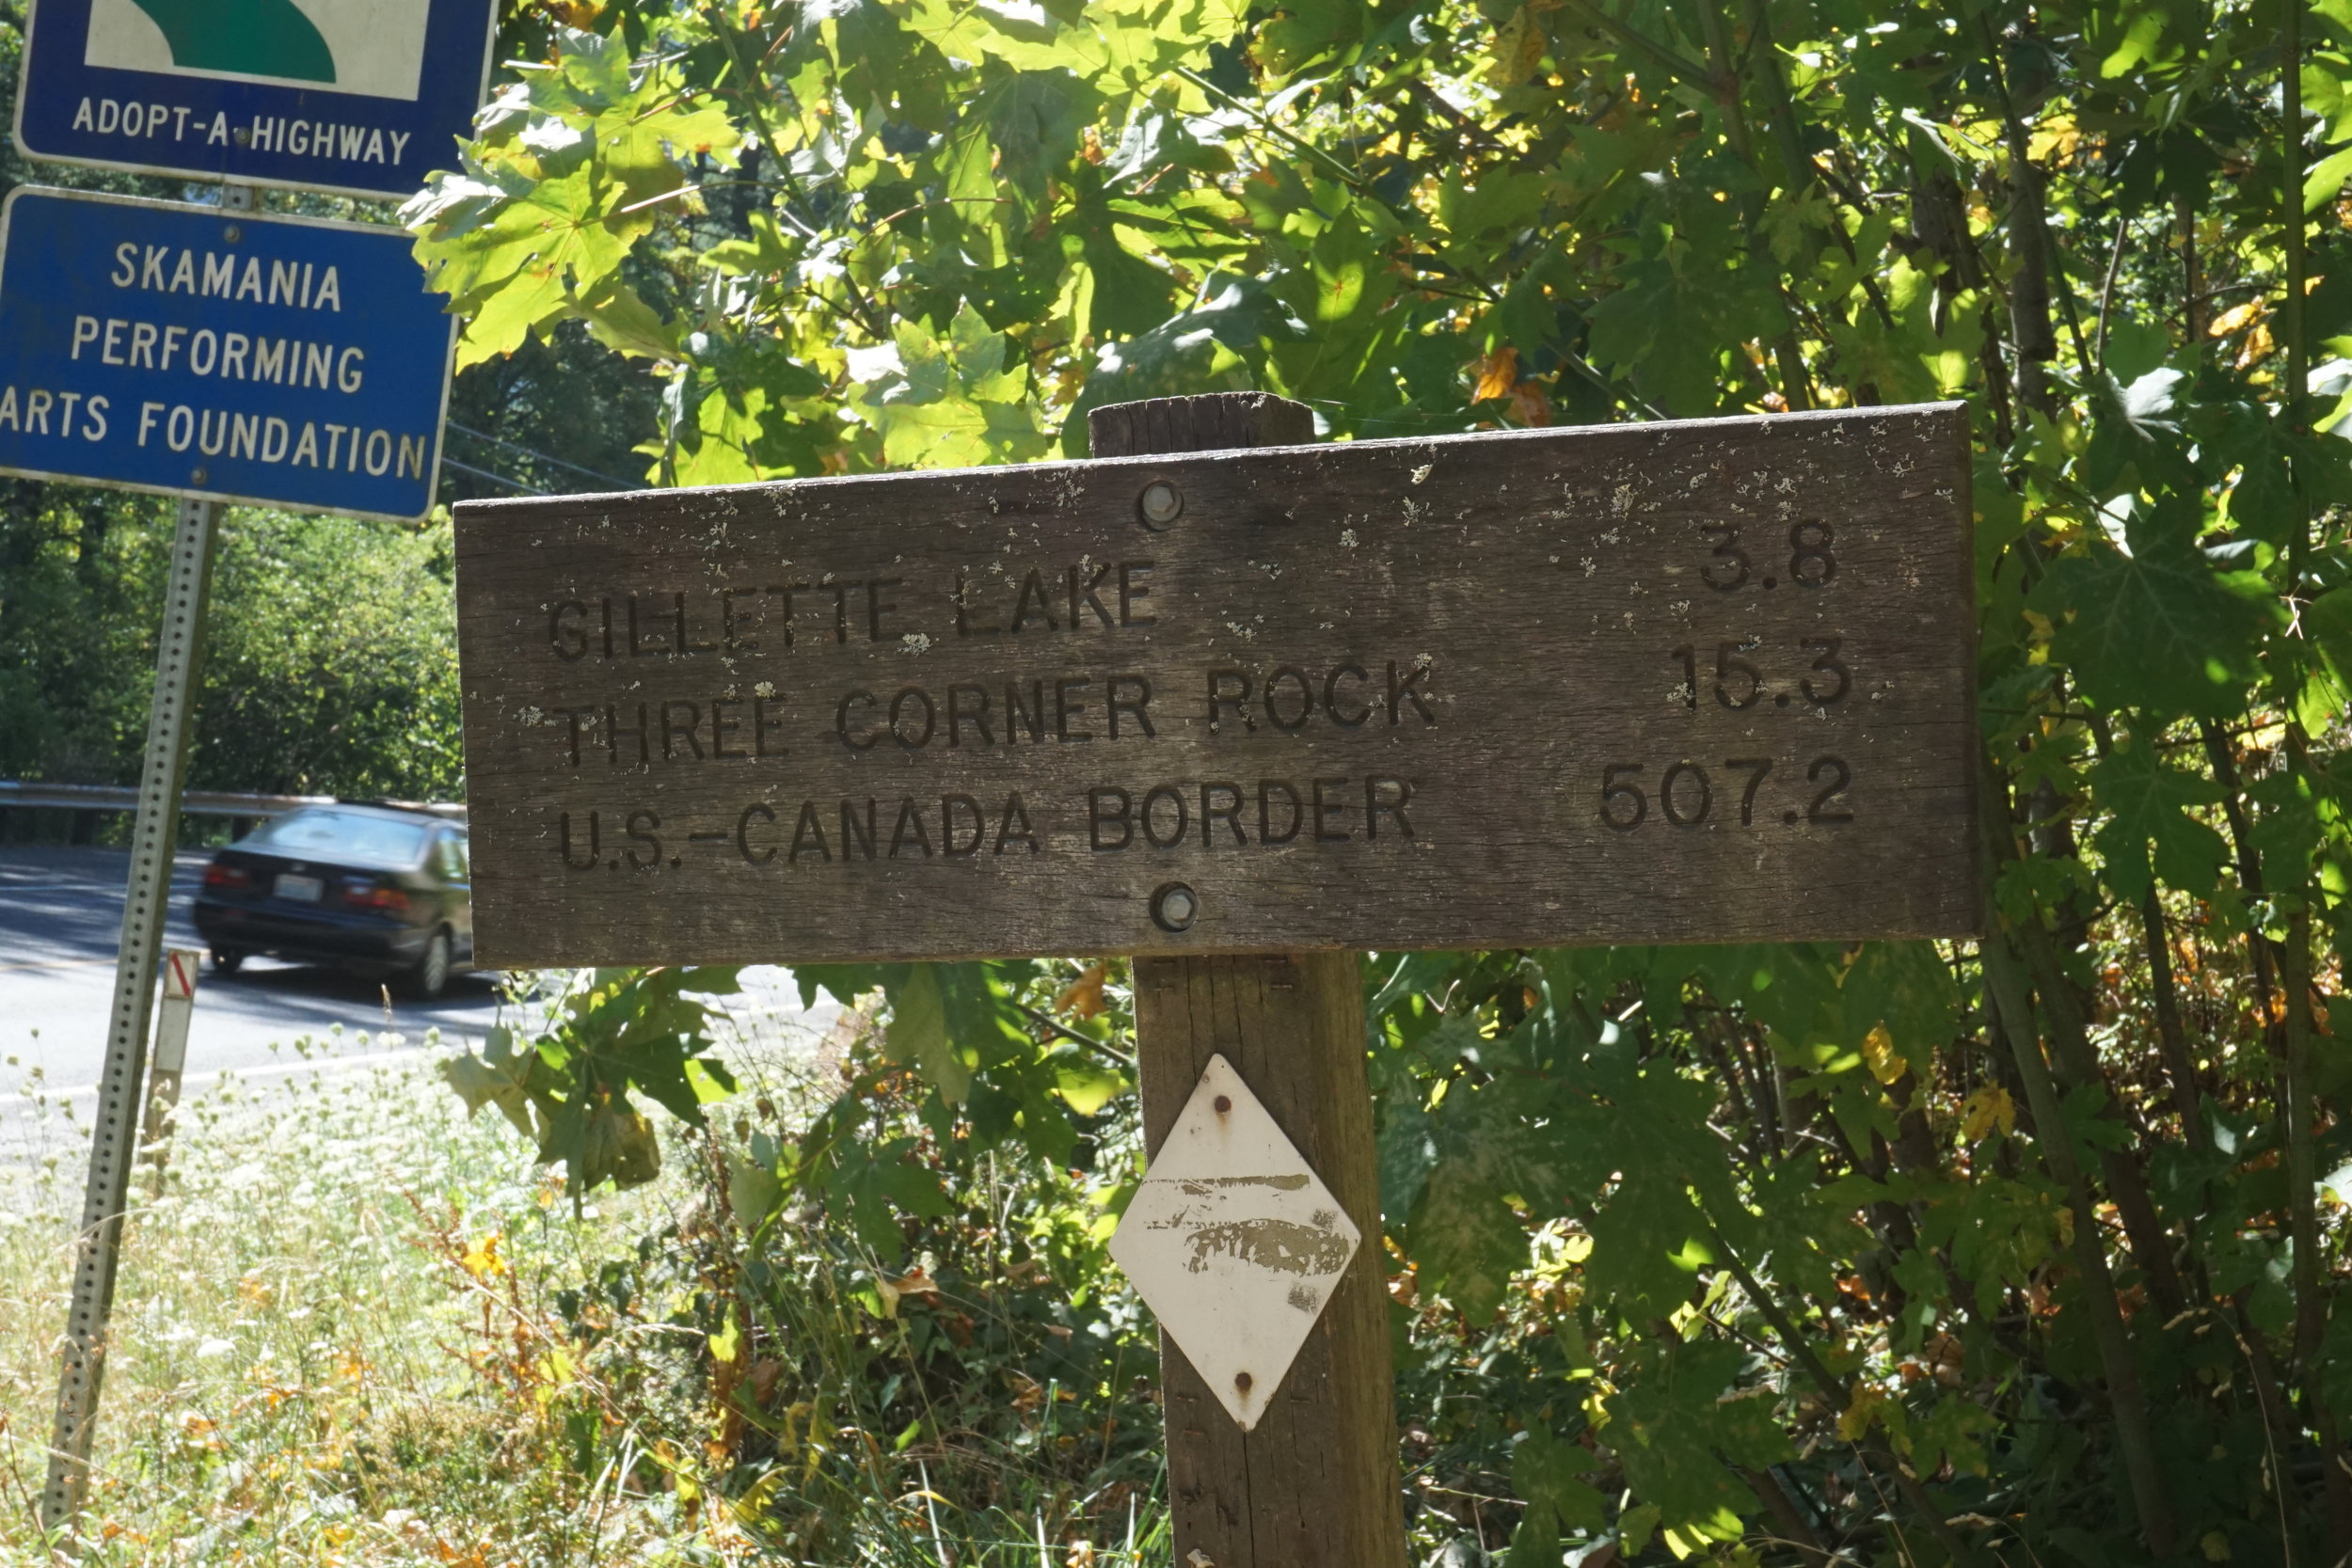 ADOPT-A-HIGHWAY
SKAMANIA
PERFORMING
ARTS FOUNDATION
GILLETTE LAKE 3.8
THREE CORNER ROCK 15.3
U.S.-CANADA BORDER 507.2